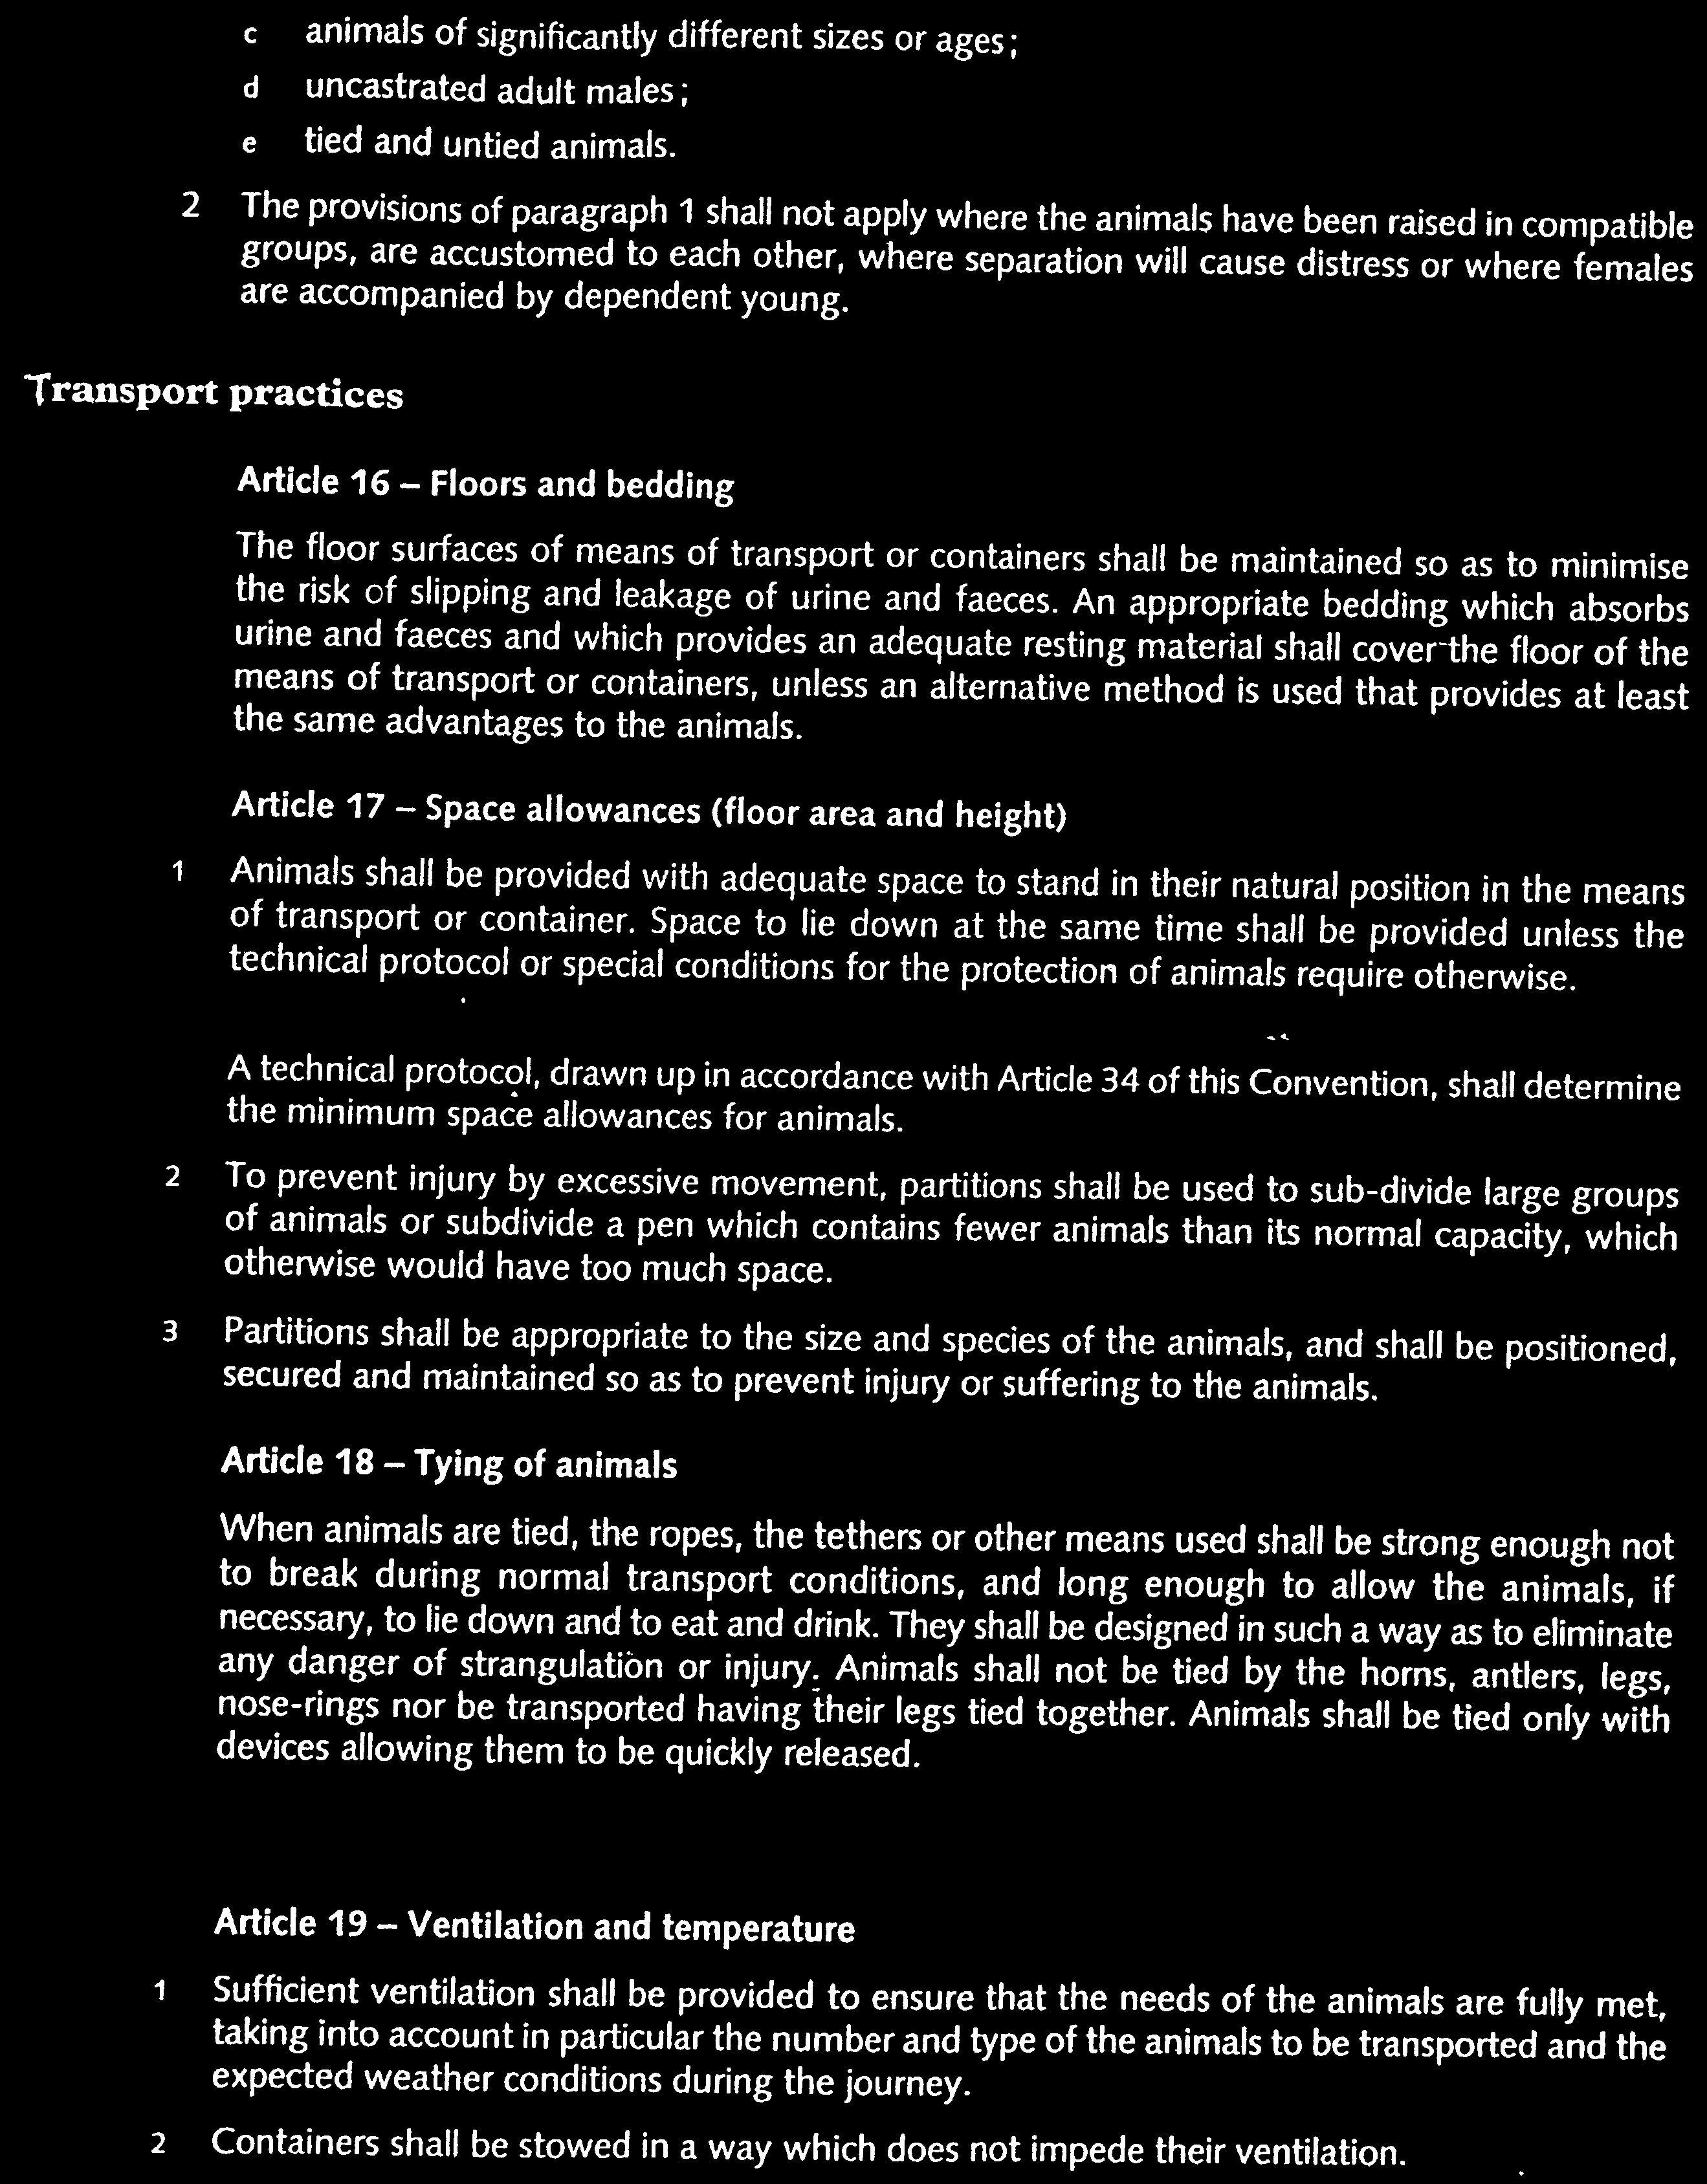 c animals of significantly different sizes or ages;
d uncastrated adult males;
e tied and untied animals.
2 The provisions of paragraph 1 shall not apply where the animals have been raised in compatible
groups, are accustomed to each other, where separation will cause distress or where females
are accompanied by dependent young.
Transport practices
Article 16 – Floors and bedding
The floor surfaces of means of transport or containers shall be maintained so as to minimise
the risk of slipping and leakage of urine and faeces. An appropriate bedding which absorbs
urine and faeces and which provides an adequate resting material shall cover the floor of the
means of transport or containers, unless an alternative method is used that provides at least
the same advantages to the animals.
Article 17 – Space allowances (floor area and height)
1 Animals shall be provided with adequate space to stand in their natural position in the means
of transport or container. Space to lie down at the same time shall be provided unless the
technical protocol or special conditions for the protection of animals require otherwise.
A technical protocol, drawn up in accordance with Article 34 of this Convention, shall determine
the minimum space allowances for animals.
2 To prevent injury by excessive movement, partitions shall be used to sub-divide large groups
of animals or subdivide a pen which contains fewer animals than its normal capacity, which
otherwise would have too much space.
3 Partitions shall be appropriate to the size and species of the animals, and shall be positioned,
secured and maintained so as to prevent injury or suffering to the animals.
Article 18 – Tying of animals
When animals are tied, the ropes, the tethers or other means used shall be strong enough not
to break during normal transport conditions, and long enough to allow the animals, if
necessary, to lie down and to eat and drink. They shall be designed in such a way as to eliminate
any danger of strangulation or injury. Animals shall not be tied by the horns, antlers, legs,
nose-rings nor be transported having their legs tied together. Animals shall be tied only with
devices allowing them to be quickly released.
Article 19 – Ventilation and temperature
1 Sufficient ventilation shall be provided to ensure that the needs of the animals are fully met,
taking into account in particular the number and type of the animals to be transported and the
expected weather conditions during the journey.
2 Containers shall be stowed in a way which does not impede their ventilation.